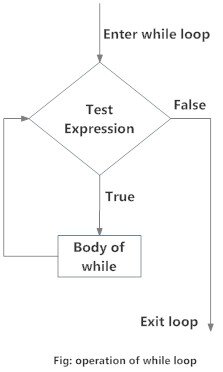 Enter while loop
Test
Expression
False
True
Body of
while
Exit loop
Fig: operation of while loop